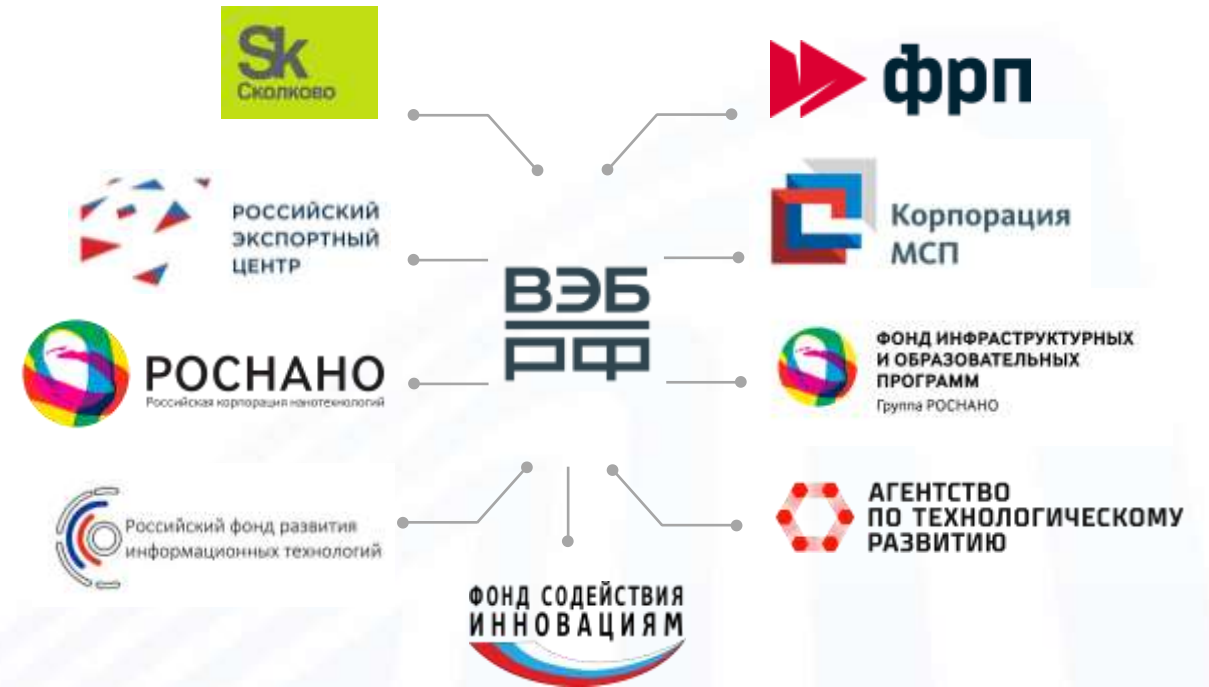 Sk
Сколково
фрп
РОССИЙСКИЙ
ЭКСПОРТНЫЙ
ЦЕНТР
Корпорация
МСП
ВЭБ
РФ
РОСНАНО
Российская корпорация нанотехнологий
ФОНД ИНФРАСТРУКТУРНЫХ
И ОБРАЗОВАТЕЛЬНЫХ
ПРОГРАММ
Группа РОСНАНО
Российский фонд развития
информационных технологий
АГЕНТСТВО
ПО ТЕХНОЛОГИЧЕСКОМУ
РАЗВИТИЮ
ФОНД СОДЕЙСТВИЯ
ИННОВАЦИЯМ